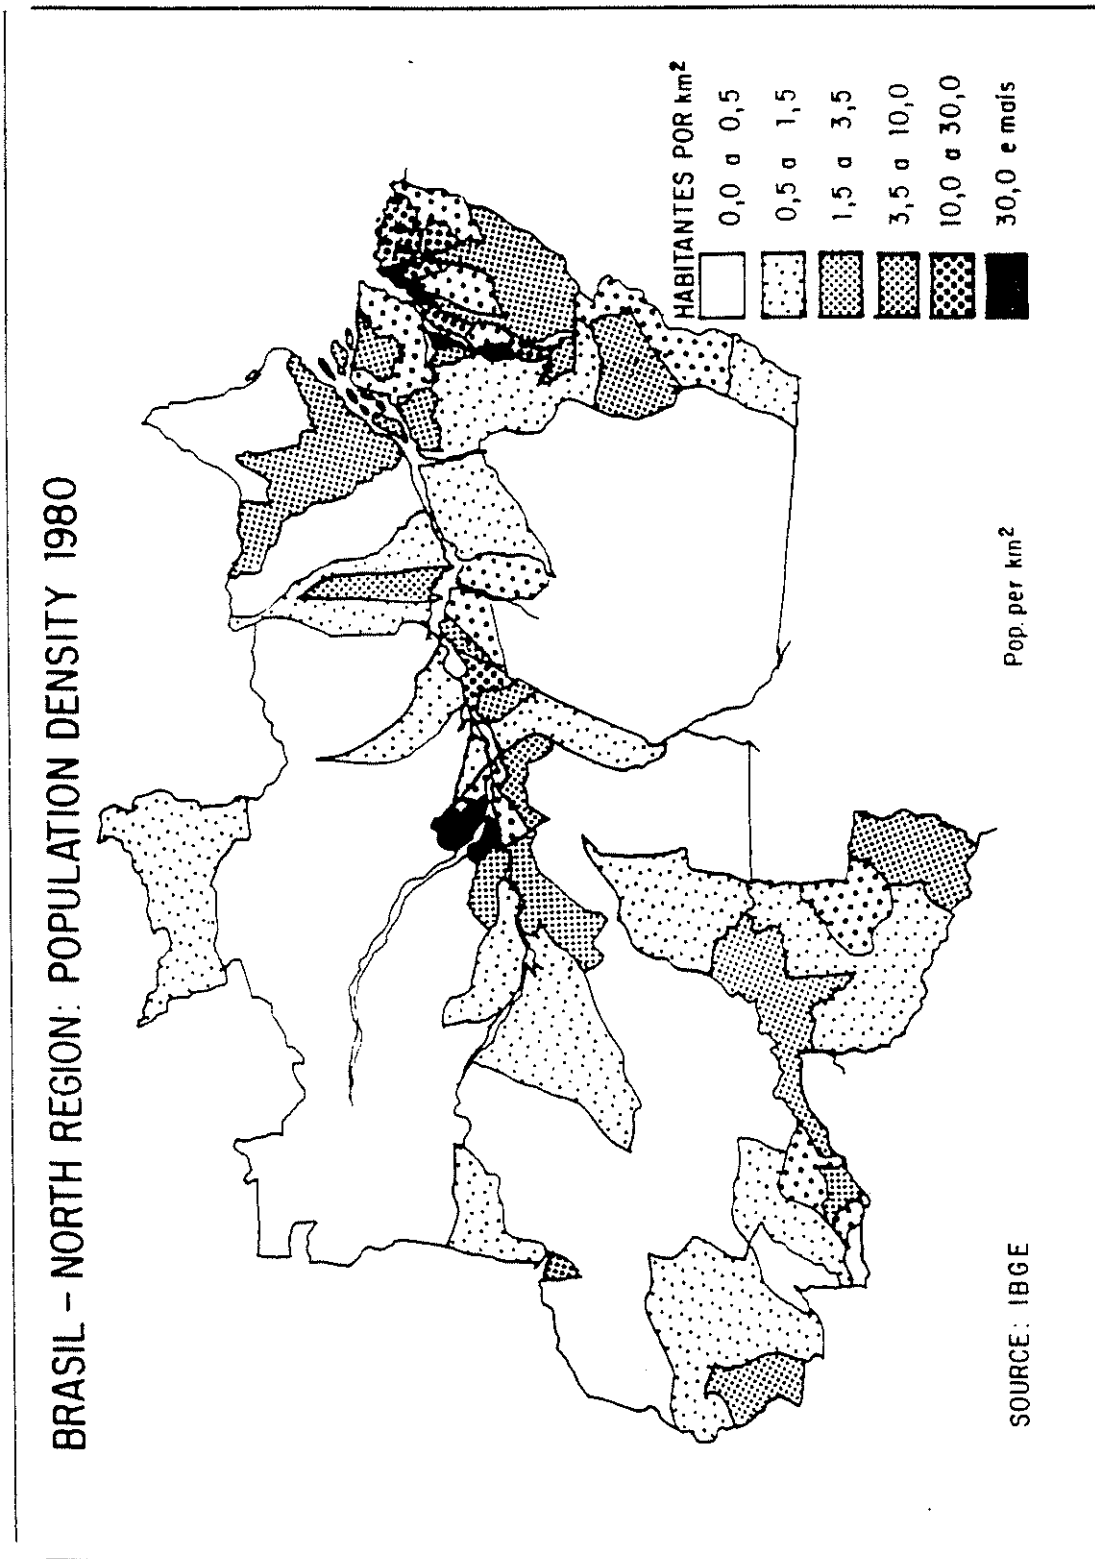 BRASIL - NORTH REGION: POPULATION DENSITY 1980
HABITANTES POR km²
0,0 a 0,5
0,5 a 1,5
1,5 a 3,5
3,5 a 10,0
10,0 a 30,0
30,0 e mais
Pop. per km²
SOURCE: IBGE